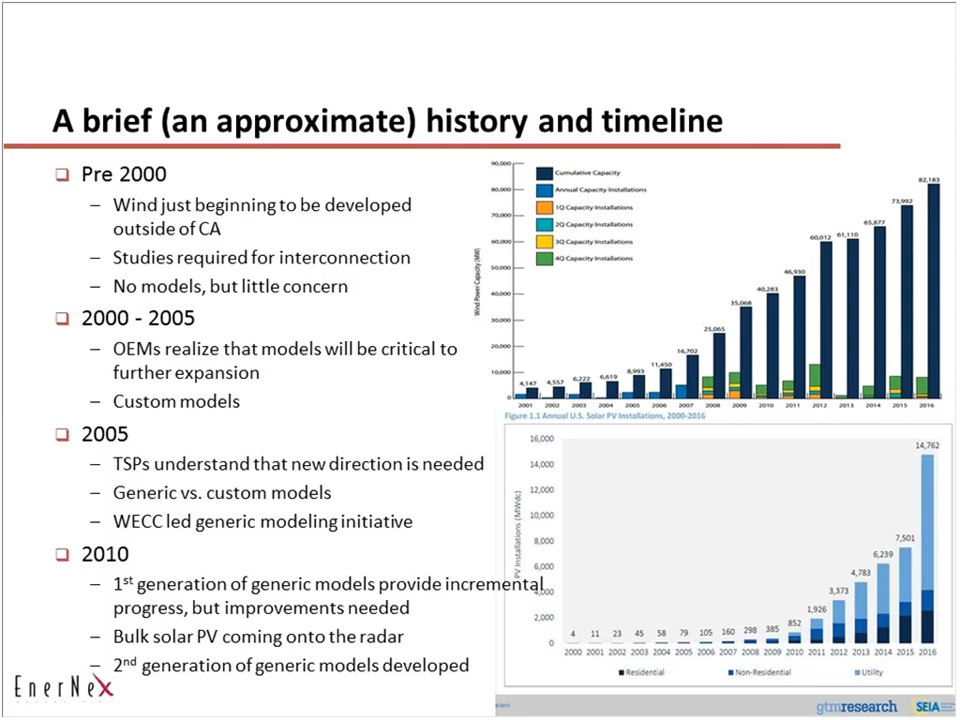 A brief (an approximate) history and timeline
Pre 2000
– Wind just beginning to be developed
outside of CA
– Studies required for interconnection
– No models, but little concern
2000 - 2005
– OEMs realize that models will be critical to
further expansion
– Custom models
2005
– TSPs understand that new direction is needed
– Generic vs. custom models
– WECC led generic modeling initiative
2010
– 1st generation of generic models provide incremental
progress, but improvements needed
– Bulk solar PV coming onto the radar
– 2nd generation of generic models developed
EnerNex
Wind Power Capacity (MW)
90,000
80,000
70,000
60,000
50,000
40,000
30,000
20,000
10,000
0
Cumulative Capacity
Annual Capacity Installations
1Q Capacity Installations
2Q Capacity Installations
3Q Capacity Installations
4Q Capacity Installations
4,147 4,557 6,222 6,619 8,993 11,450 16,702 25,065 35,068 40,283 46,930 60,012 61,110 65,877 73,992 82,183
2001 2002 2003 2004 2005 2006 2007 2008 2009 2010 2011 2012 2013 2014 2015 2016
Figure 1.1 Annual U.S. Solar PV Installations, 2000-2016
PV Installations (MWdc)
16,000
14,000
12,000
10,000
8,000
6,000
4,000
2,000
0
4 11 23 45 58 79 105 160 298 385 852 1,926 3,373 4,783 6,239 7,501 14,762
2000 2001 2002 2003 2004 2005 2006 2007 2008 2009 2010 2011 2012 2013 2014 2015 2016
Residential Non-Residential Utility
gtmresearch SEIA